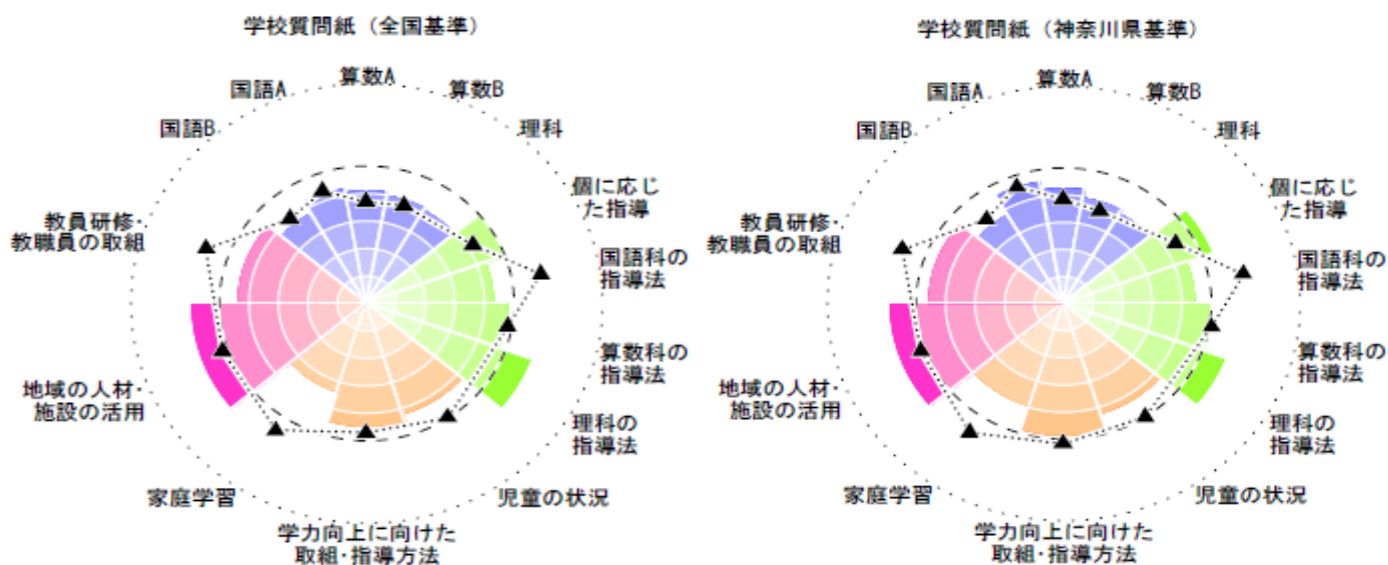 学校質問紙（全国基準）
算数A
国語A
算数B
国語B
理科
個に応じ
た指導
教員研修・
教職員の取組
国語科の
指導法
算数科の
指導法
地域の人材・
施設の活用
理科の
指導法
家庭学習
児童の状況
学力向上に向けた
取組・指導方法
学校質問紙（神奈川県基準）
算数A
国語A
算数B
国語B
理科
個に応じ
た指導
教員研修・
教職員の取組
国語科の
指導法
算数科の
指導法
地域の人材・
施設の活用
理科の
指導法
家庭学習
児童の状況
学力向上に向けた
取組・指導方法